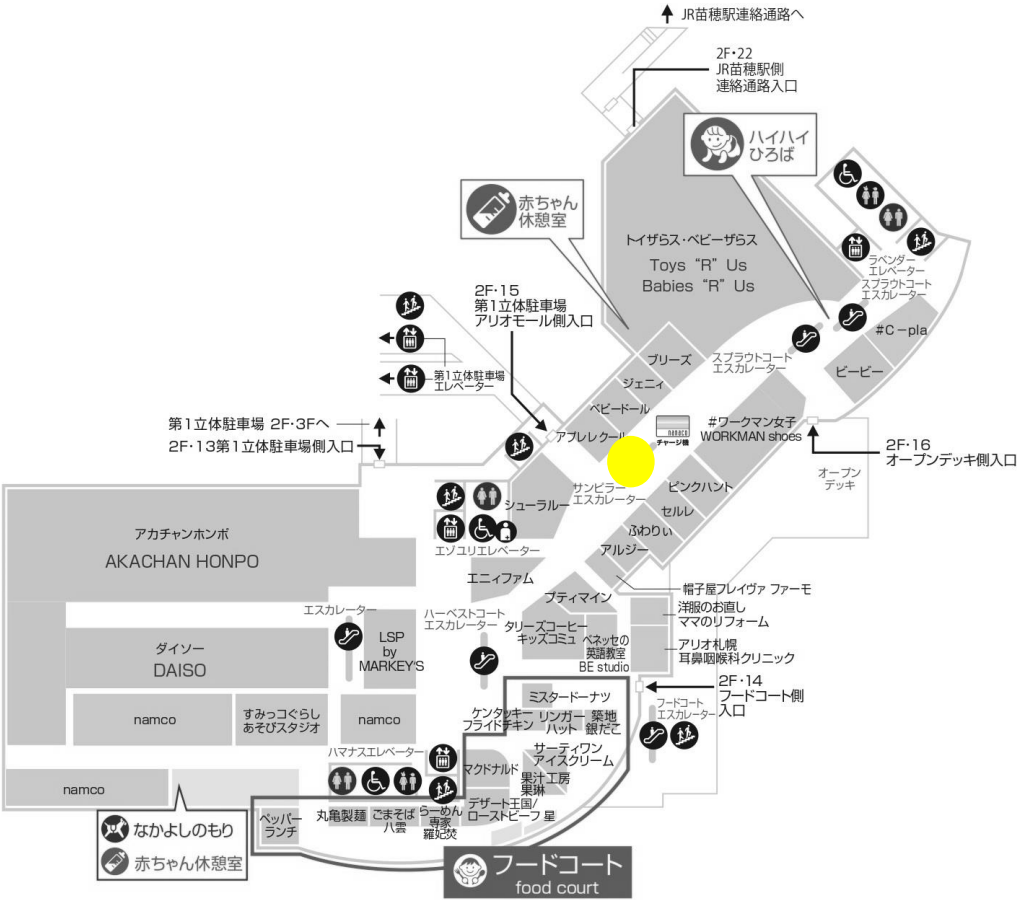 JR苗穂駅連絡通路へ
2F・22
JR苗穂駅側
連絡通路入口
ハイハイ
ひろば
赤ちゃん
休憩室
トイザらス・ベビーザらス
Toys “R” Us
Babies “R” Us
ラベンダー
エレベーター
スプラウトコート
エスカレーター
2F・15
第1立体駐車場
アリオモール側入口
#C－pla
ビービー
スプラウトコート
エスカレーター
ブリーズ
ジェニィ
ベビードール
アプレレクール
第1立体駐車場
エレベーター
nanaco
チャージ機
#ワークマン女子
WORKMAN shoes
第1立体駐車場 2F・3Fへ
2F・13第1立体駐車場側入口
2F・16
オープンデッキ側入口
オープン
デッキ
サンピラー
エスカレーター
ピンクハント
セルレ
ふわりぃ
アルジー
シューラルー
エゾユリエレベーター
アカチャンホンポ
AKACHAN HONPO
エニィファム
プティマイン
帽子屋フレイヴァ ファーモ
洋服のお直し
ママのリフォーム
アリオ札幌
耳鼻咽喉科クリニック
エスカレーター
ハーベストコート
エスカレーター
タリーズコーヒー
キッズコミュ
ベネッセの
英語教室
BE studio
LSP
by
MARKEY'S
ダイソー
DAISO
2F・14
フードコート側
入口
フードコート
エスカレーター
ミスタードーナツ
ケンタッキー
フライドチキン
リンガー
ハット
築地
銀だこ
サーティワン
アイスクリーム
果汁工房
果琳
マクドナルド
デザート王国/
ローストビーフ 星
namco
すみっコぐらし
あそびスタジオ
namco
ハマナスエレベーター
namco
ペッパー
ランチ
丸亀製麺
ごまそば
八雲
らーめん
専家
羅妃焚
なかよしのもり
赤ちゃん休憩室
フードコート
food court